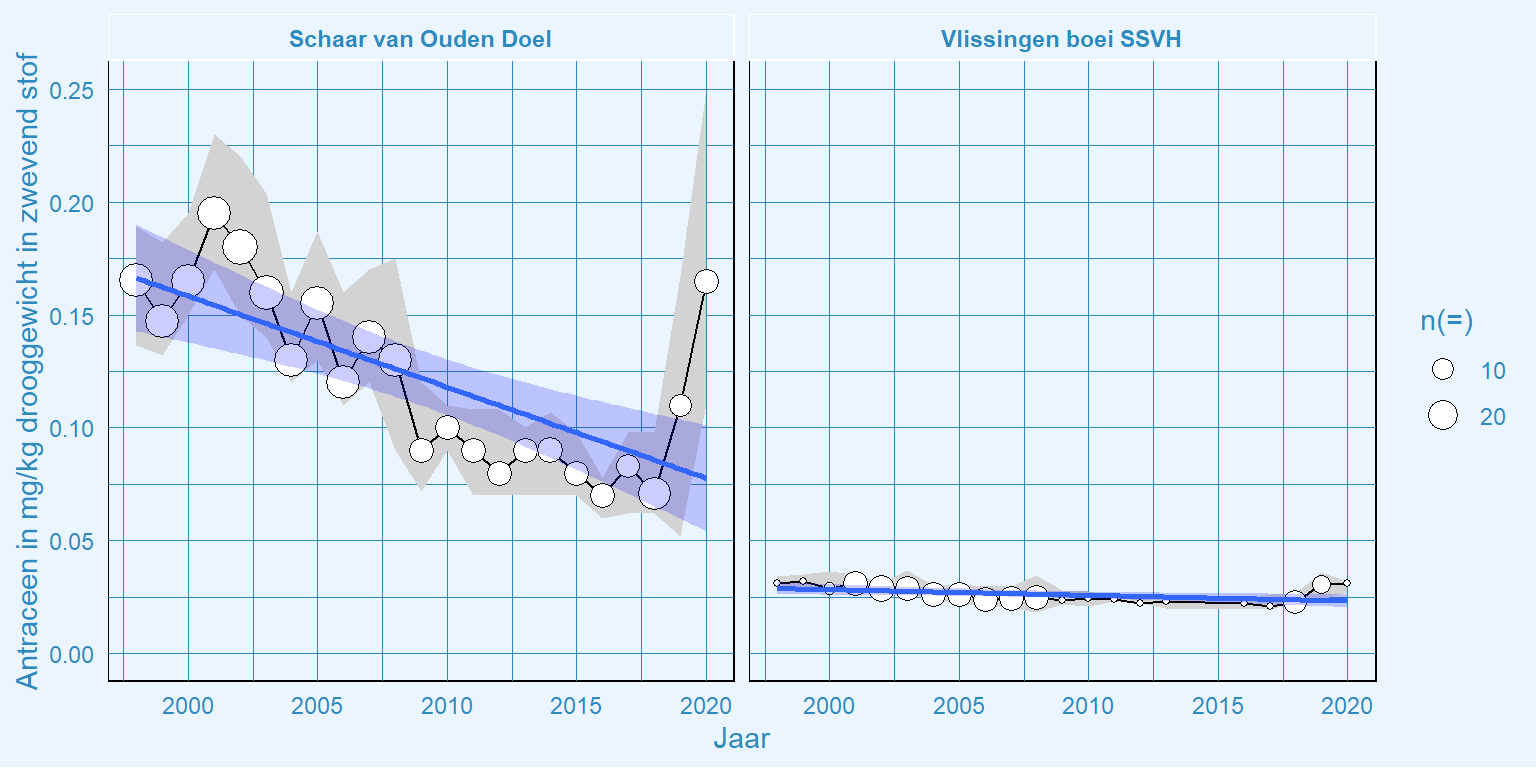 Schaar van Ouden Doel
Vlissingen boei SSVH
Antraceen in mg/kg drooggewicht in zwevend stof
0.25
0.20
0.15
0.10
0.05
0.00
2000 2005 2010 2015 2020
2000 2005 2010 2015 2020
Jaar
n(=)
10
20